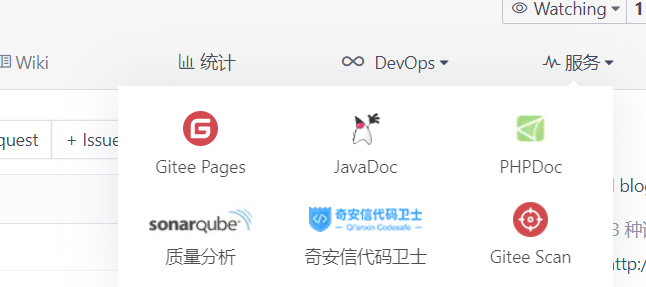 Watching 1
Wiki 统计 DevOps 服务
quest + Issue
Gitee Pages JavaDoc PHPDoc
l blog
sonarqube 奇安信代码卫士
Qi'anxin Codesafe
3 种
质量分析 奇安信代码卫士 Gitee Scan
http:/